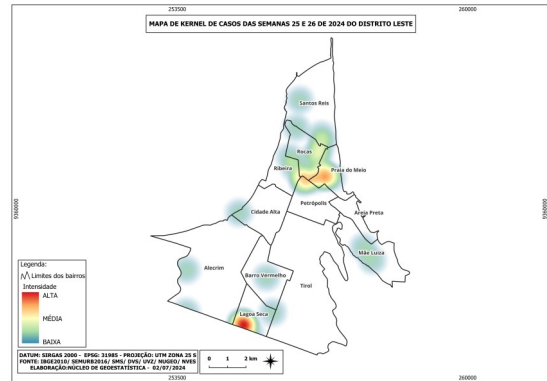 253500
260000
MAPA DE KERNEL DE CASOS DAS SEMANAS 25 E 26 DE 2024 DO DISTRITO LESTE
Santos Reis
Rocas
Ribeira
Praia do Meio
Petrópolis
9360000
Cidade Alta
Areia Preta
9360000
Mãe Luiza
Alecrim
Barro Vermelho
Tirol
Lagoa Seca
Legenda:
Limites dos bairros
Intensidade
ALTA
MÉDIA
BAIXA
DATUM: SIRGAS 2000 - EPSG: 31985 - PROJEÇÃO: UTM ZONA 25 S
FONTE: IBGE2010/ SEMURB2016/ SMS/ DVS/ UVZ/ NUGEO/ NVES
ELABORAÇÃO:NÚCLEO DE GEOESTATÍSTICA - 02/07/2024
0 1 2 km